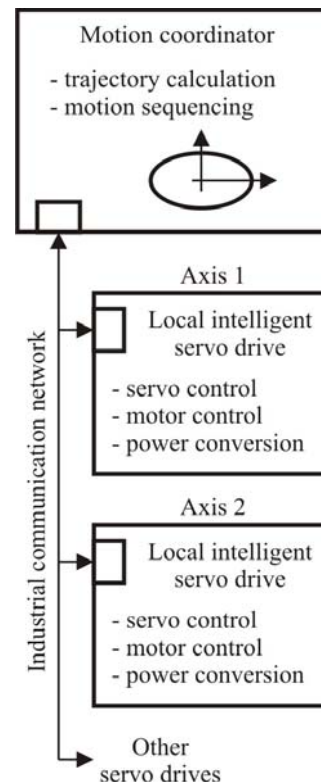 Motion coordinator
- trajectory calculation
- motion sequencing
Industrial communication network
Axis 1
Local intelligent
servo drive
- servo control
- motor control
- power conversion
Axis 2
Local intelligent
servo drive
- servo control
- motor control
- power conversion
Other
servo drives